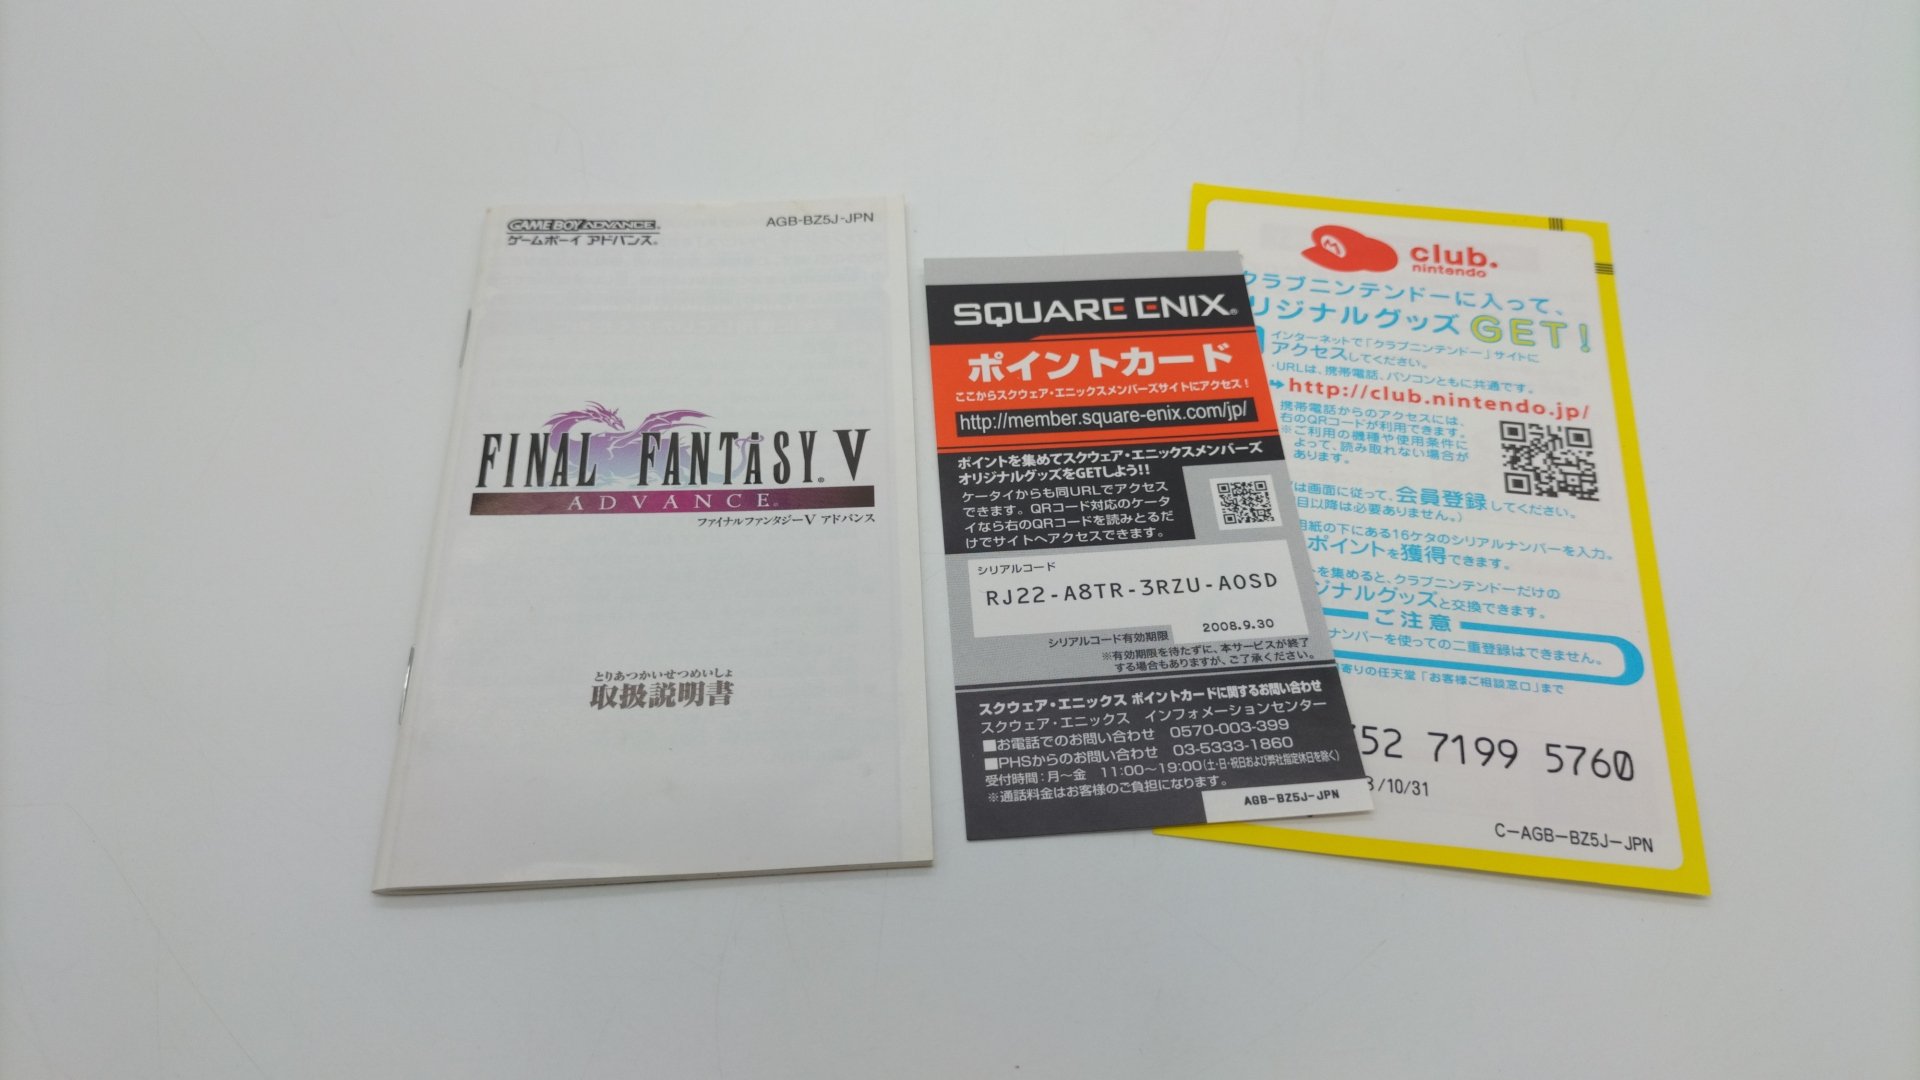 GAME BOY ADVANCE
ゲームボーイ アドバンス®
AGB-BZ5J-JPN
FINAL FANTASY® V
ADVANCE
ファイナルファンタジーV アドバンス
とりあつかいせつめいしょ
取扱説明書
SQUARE ENIX®
ポイントカード
ここからスクウェア・エニックスメンバーズサイトにアクセス!
http://member.square-enix.com/jp/
ポイントを集めてスクウェア・エニックスメンバーズ
オリジナルグッズをGETしよう!!
ケータイからも同URLでアクセス
できます。QRコード対応のケータ
イなら右のQRコードを読みとるだ
けでサイトへアクセスできます。
シリアルコード
RJ22-A8TR-3RZU-A0SD
2008.9.30
シリアルコード有効期限
※有効期限を待たずに、本サービスが終了
する場合もありますが、ご了承ください。
スクウェア・エニックス ポイントカードに関するお問い合わせ
スクウェア・エニックス インフォメーションセンター
■お電話でのお問い合わせ 0570-003-399
■PHSからのお問い合わせ 03-5333-1860
受付時間:月〜金 11:00〜19:00(土・日・祝日および弊社指定休日を除く)
※通話料金はお客様のご負担になります。
AGB-BZ5J-JPN
M
club.
nintendo
クラブニンテンドーに入って、
リジナルグッズ GET!
インターネットで「クラブニンテンドー」サイトに
アクセスしてください。
・URLは、携帯電話、パソコンともに共通です。
http://club.nintendo.jp/
携帯電話からのアクセスには、
右のQRコードが利用できます。
※ご利用の機種や使用条件に
よって、読み取れない場合が
あります。
は画面に従って、会員登録してください。
目以降は必要ありません。)
用紙の下にある16ケタのシリアルナンバーを入力。
ポイントを獲得できます。
を集めると、クラブニンテンドーだけの
ジナルグッズと交換できます。
ご注意
ナンバーを使っての二重登録はできません。
寄りの任天堂「お客様ご相談窓口」まで
52 7199 5760
/10/31
C-AGB-BZ5J-JPN